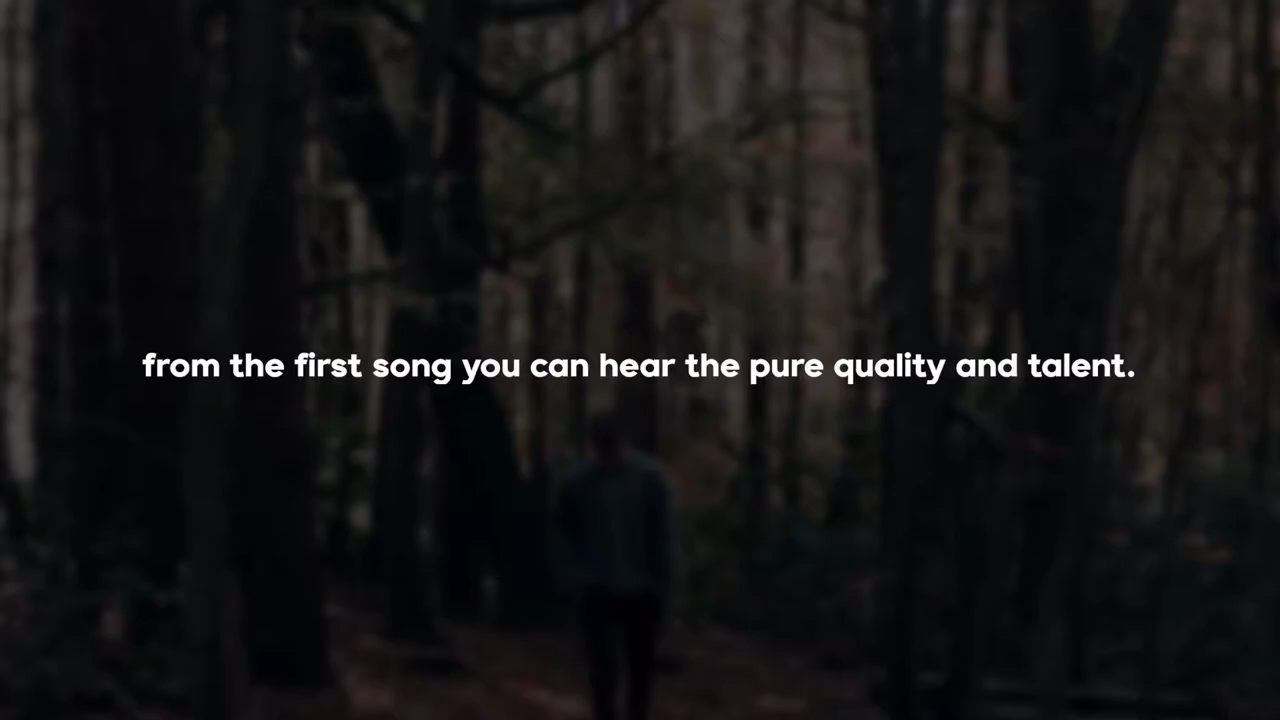 from the first song you can hear the pure quality and talent.